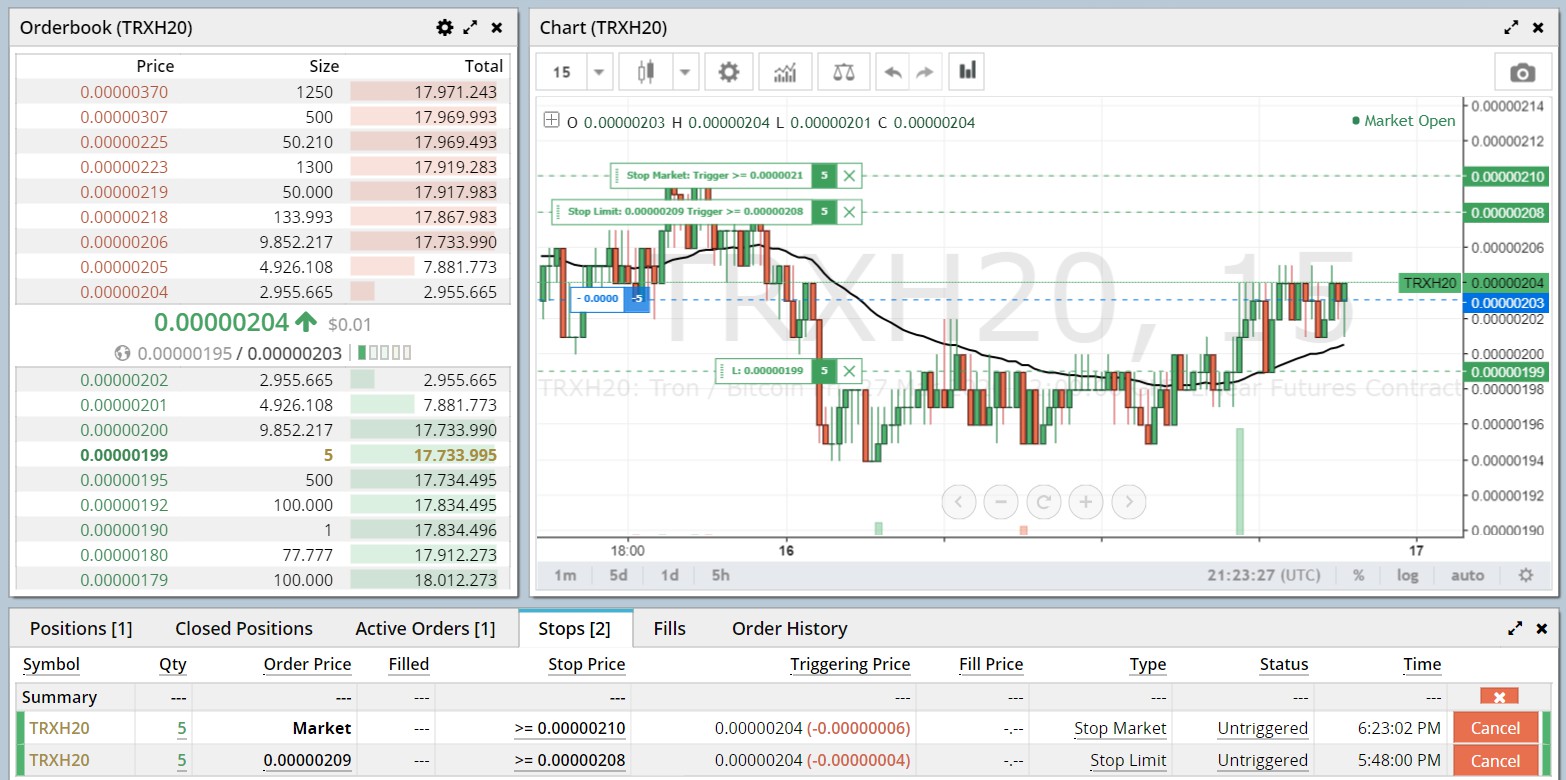 Orderbook (TRXH20)
Price Size Total
0.00000370 1250 17.971.243
0.00000307 500 17.969.993
0.00000225 50.210 17.969.493
0.00000223 1300 17.919.283
0.00000219 50.000 17.917.983
0.00000218 133.993 17.867.983
0.00000206 9.852.217 17.733.990
0.00000205 4.926.108 7.881.773
0.00000204 2.955.665 2.955.665
0.00000204 $0.01
0.00000195 / 0.00000203
0.00000202 2.955.665 2.955.665
0.00000201 4.926.108 7.881.773
0.00000200 9.852.217 17.733.990
0.00000199 5 17.733.995
0.00000195 500 17.734.495
0.00000192 100.000 17.834.495
0.00000190 1 17.834.496
0.00000180 77.777 17.912.273
0.00000179 100.000 18.012.273
Chart (TRXH20)
15
O 0.00000203 H 0.00000204 L 0.00000201 C 0.00000204
Market Open
Stop Market: Trigger >= 0.0000021 5
Stop Limit: 0.00000209 Trigger >= 0.00000208 5
- 0.0000 -5
L: 0.00000199 5
TRXH20, 15
TRXH20: Tron / Bitcoin Linear Futures Contract
0.00000214
0.00000212
0.00000210
0.00000208
0.00000206
TRXH20 0.00000204
0.00000203
0.00000202
0.00000200
0.00000199
0.00000196
0.00000194
0.00000192
0.00000190
18:00 16 17
1m 5d 1d 5h 21:23:27 (UTC) % log auto
Positions [1] Closed Positions Active Orders [1] Stops [2] Fills Order History
Symbol Qty Order Price Filled Stop Price Triggering Price Fill Price Type Status Time
Summary --- --- --- --- --- --- --- --- ---
TRXH20 5 Market --- >= 0.00000210 0.00000204 (-0.00000006) -.-- Stop Market Untriggered 6:23:02 PM Cancel
TRXH20 5 0.00000209 --- >= 0.00000208 0.00000204 (-0.00000004) -.-- Stop Limit Untriggered 5:48:00 PM Cancel